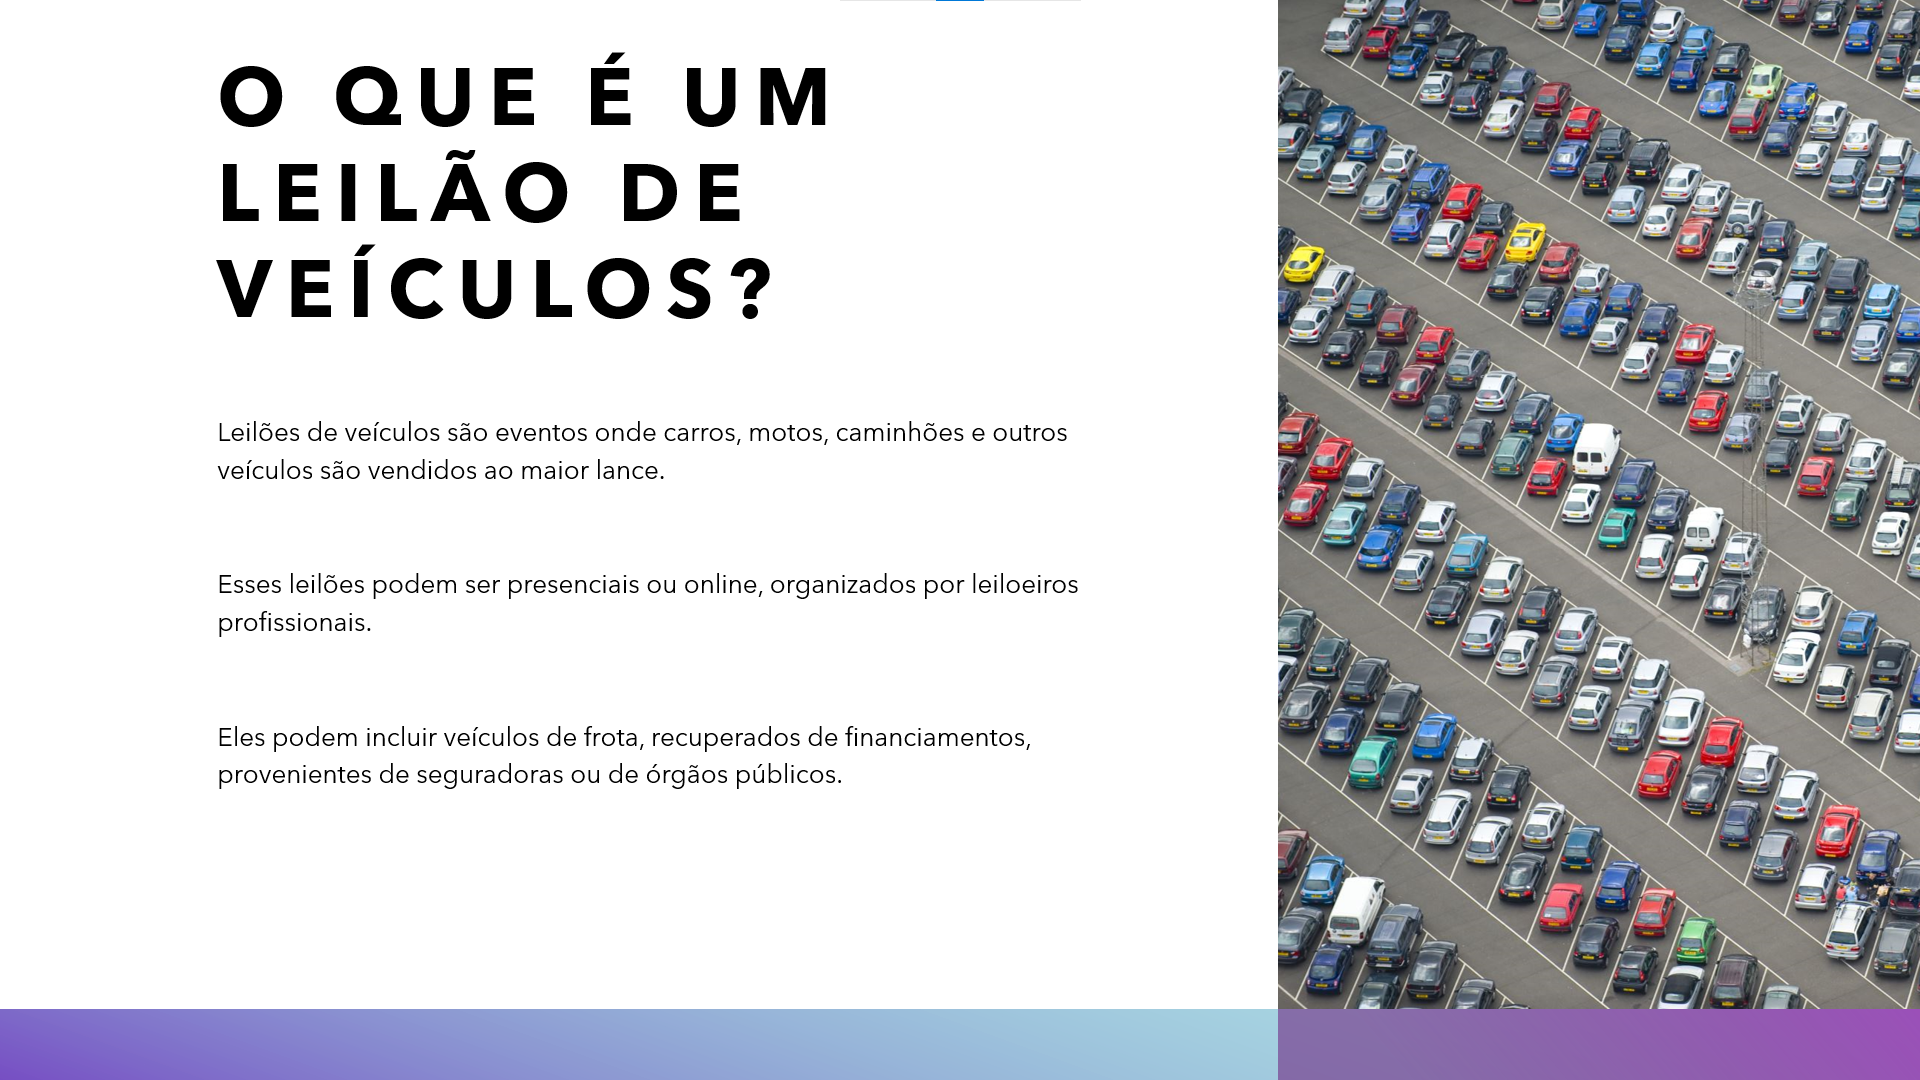 O QUE É UM
LEILÃO DE
VEÍCULOS?
Leilões de veículos são eventos onde carros, motos, caminhões e outros
veículos são vendidos ao maior lance.
Esses leilões podem ser presenciais ou online, organizados por leiloeiros
profissionais.
Eles podem incluir veículos de frota, recuperados de financiamentos,
provenientes de seguradoras ou de órgãos públicos.